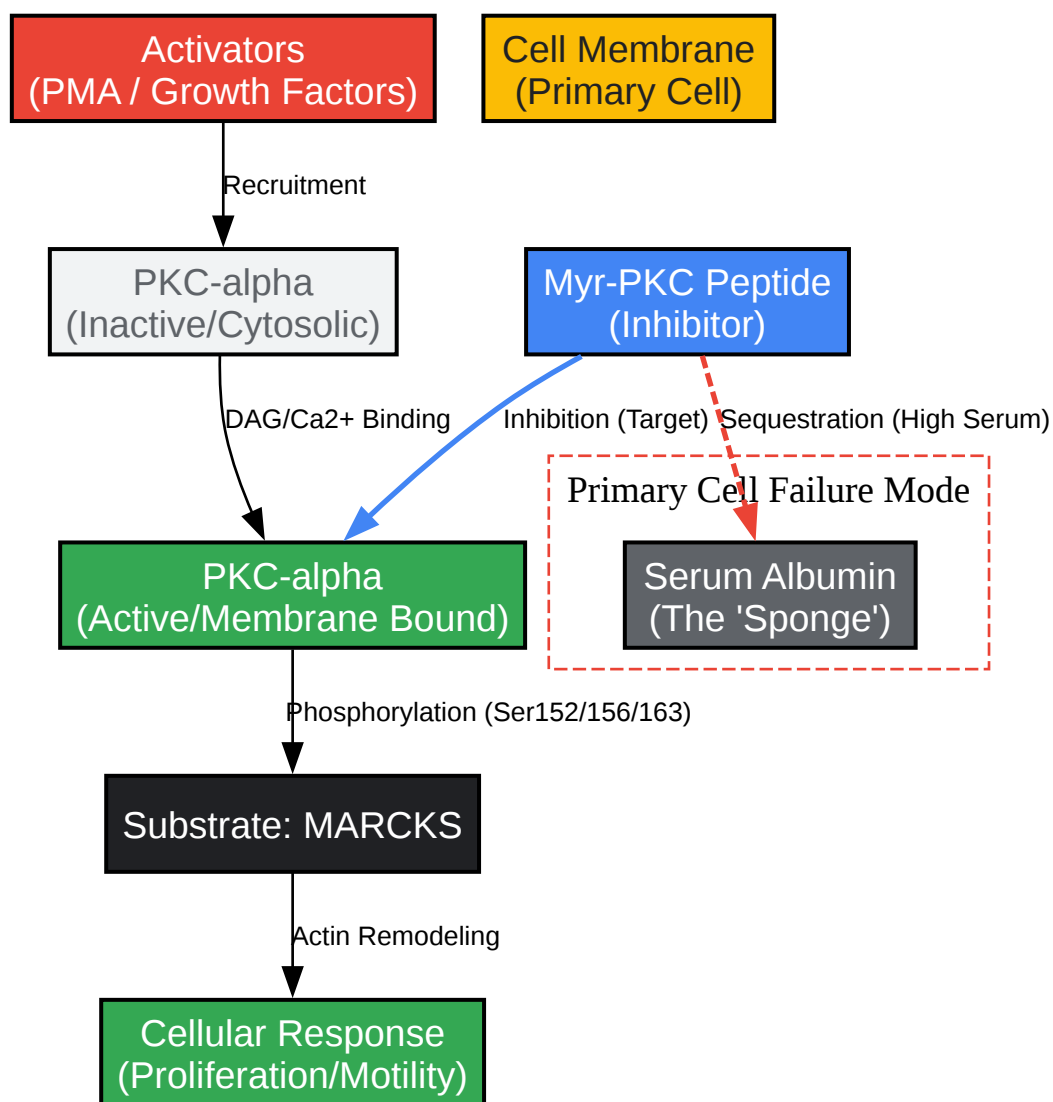 Activators
(PMA / Growth Factors)
Cell Membrane
(Primary Cell)
Recruitment
PKC-alpha
(Inactive/Cytosolic)
Myr-PKC Peptide
(Inhibitor)
DAG/Ca2+ Binding
Inhibition (Target)
Sequestration (High Serum)
Primary Cell Failure Mode
PKC-alpha
(Active/Membrane Bound)
Serum Albumin
(The 'Sponge')
Phosphorylation (Ser152/156/163)
Substrate: MARCKS
Actin Remodeling
Cellular Response
(Proliferation/Motility)